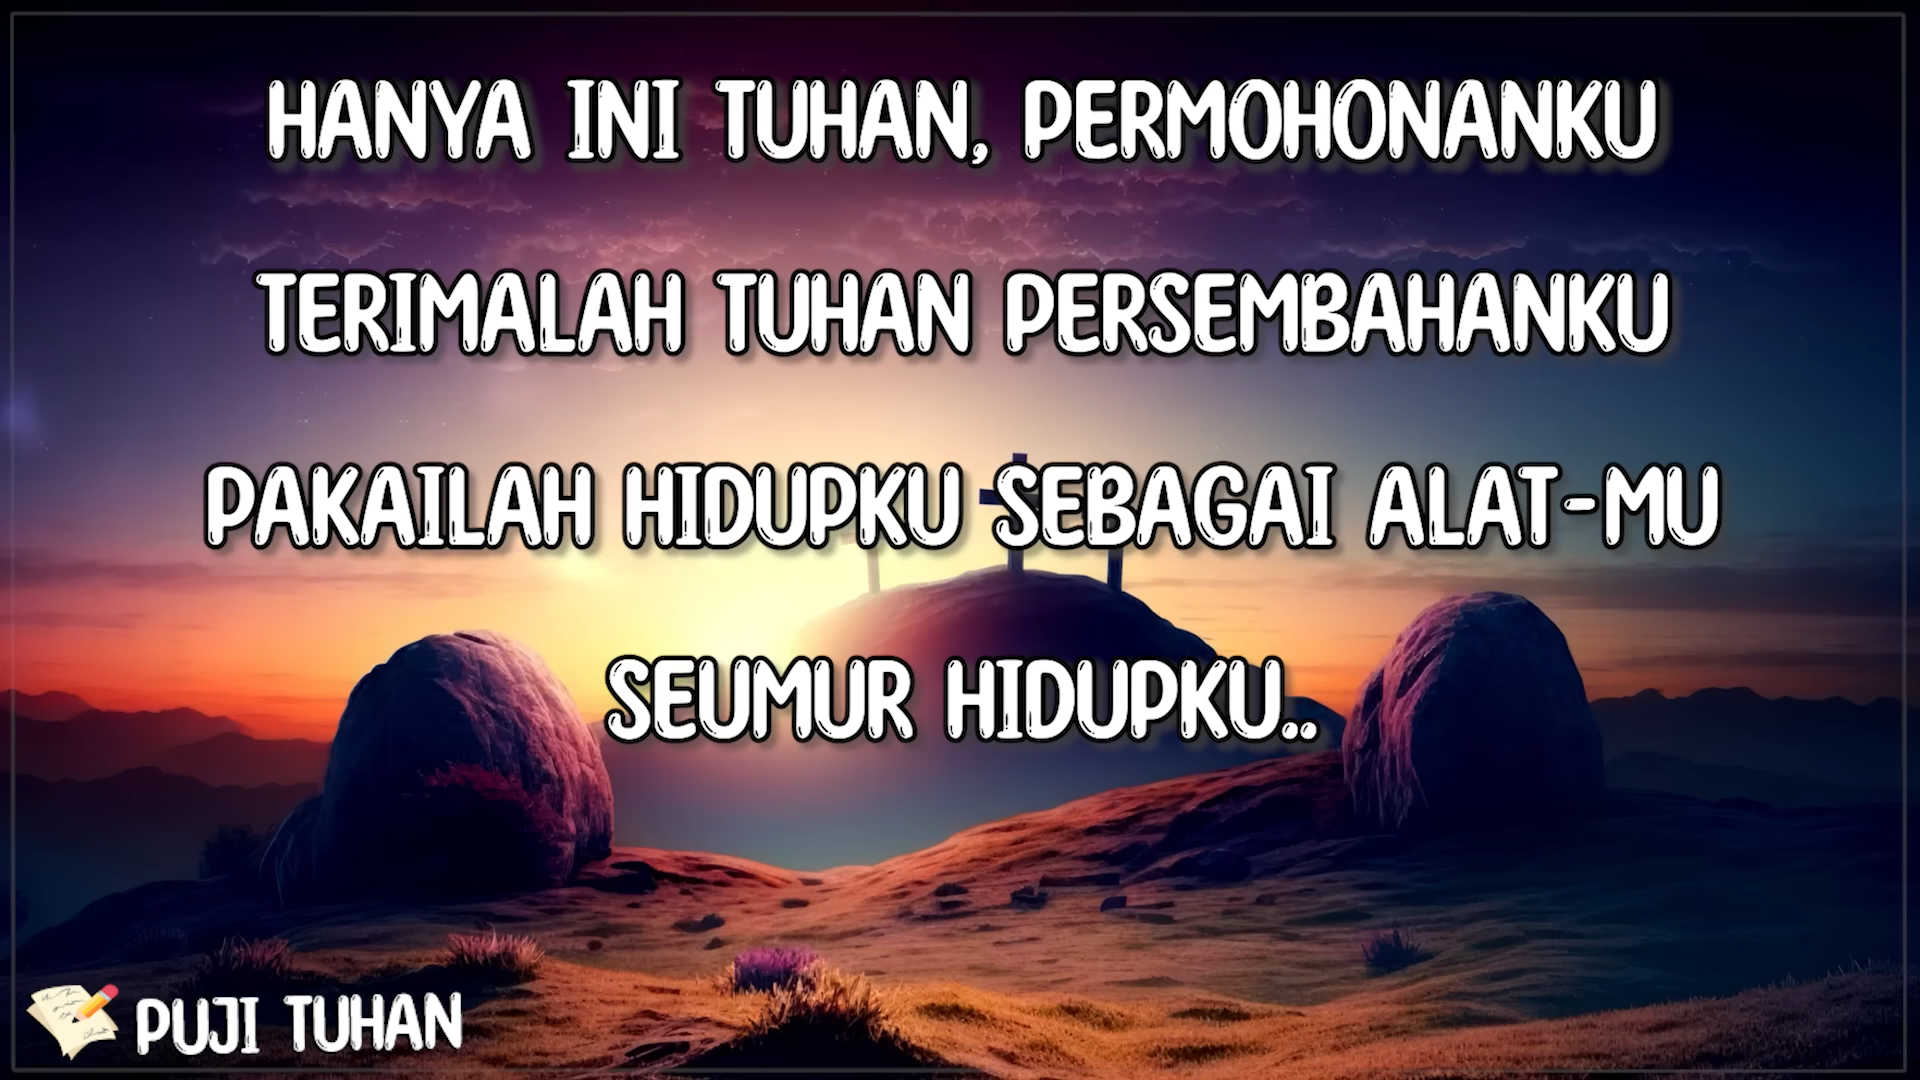 HANYA INI TUHAN, PERMOHONANKU
TERIMALAH TUHAN PERSEMBAHANKU
PAKAILAH HIDUPKU SEBAGAI ALAT-MU
SEUMUR HIDUPKU..
PUJI TUHAN